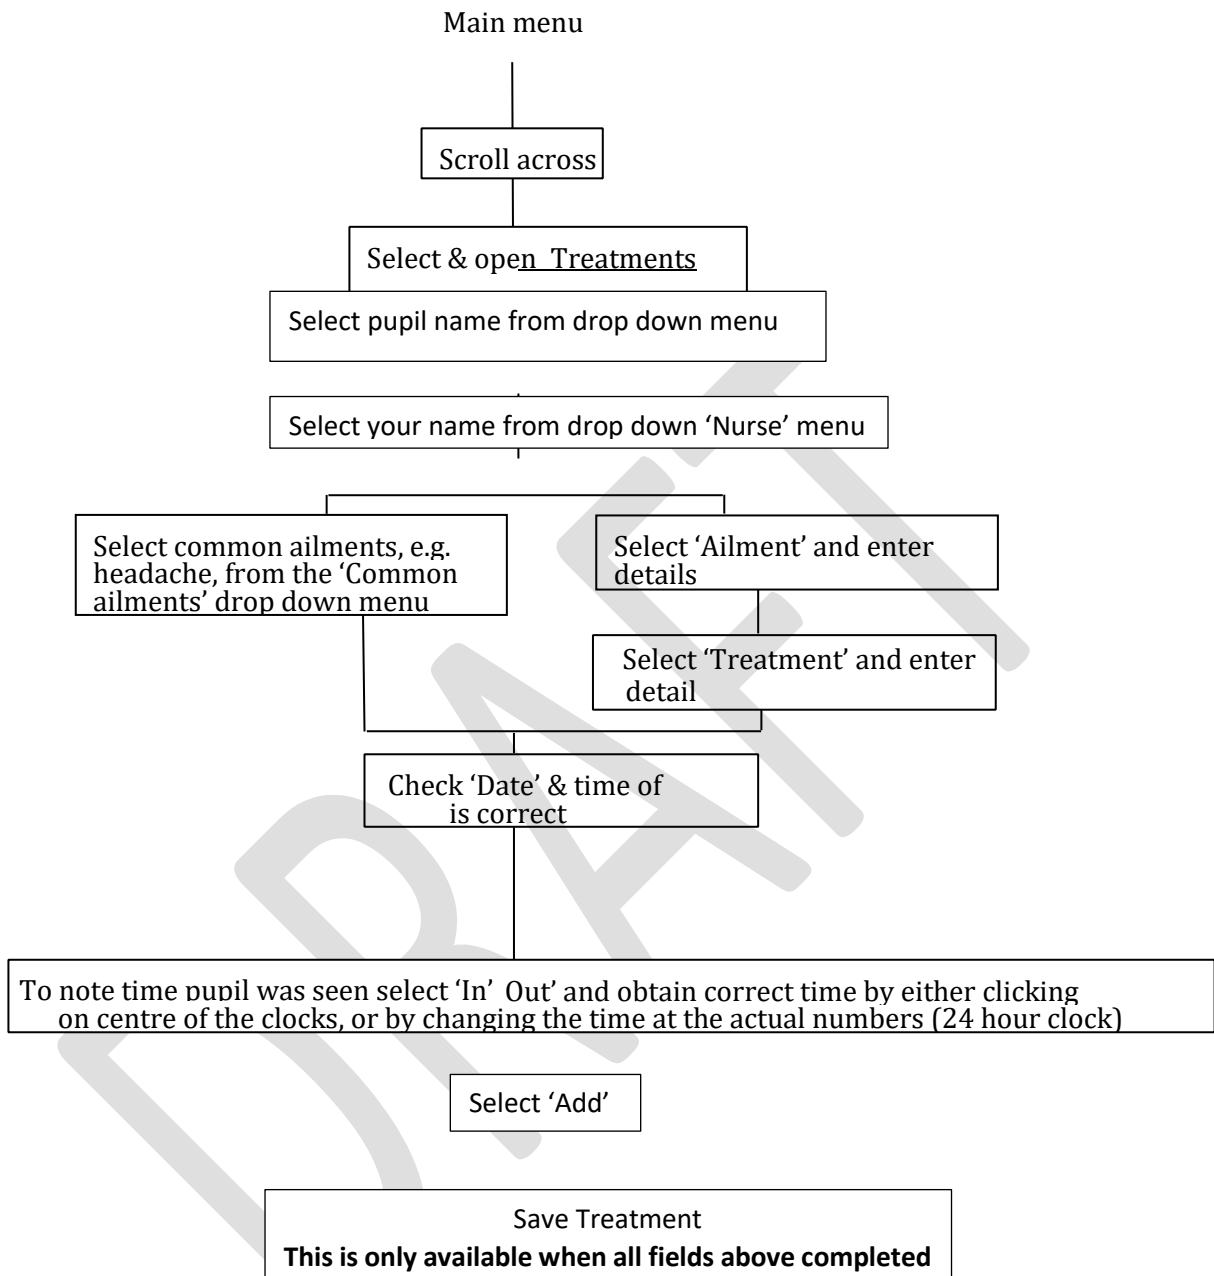 Main menu
Scroll across
Select & open Treatments
Select pupil name from drop down menu
Select your name from drop down ‘Nurse’ menu
Select common ailments, e.g.
headache, from the ‘Common
ailments’ drop down menu
Select ‘Ailment’ and enter
details
Select ‘Treatment’ and enter
detail
Check ‘Date’ & time of
is correct
To note time pupil was seen select ‘In’ Out’ and obtain correct time by either clicking
on centre of the clocks, or by changing the time at the actual numbers (24 hour clock)
Select ‘Add’
Save Treatment
This is only available when all fields above completed
DRAFT